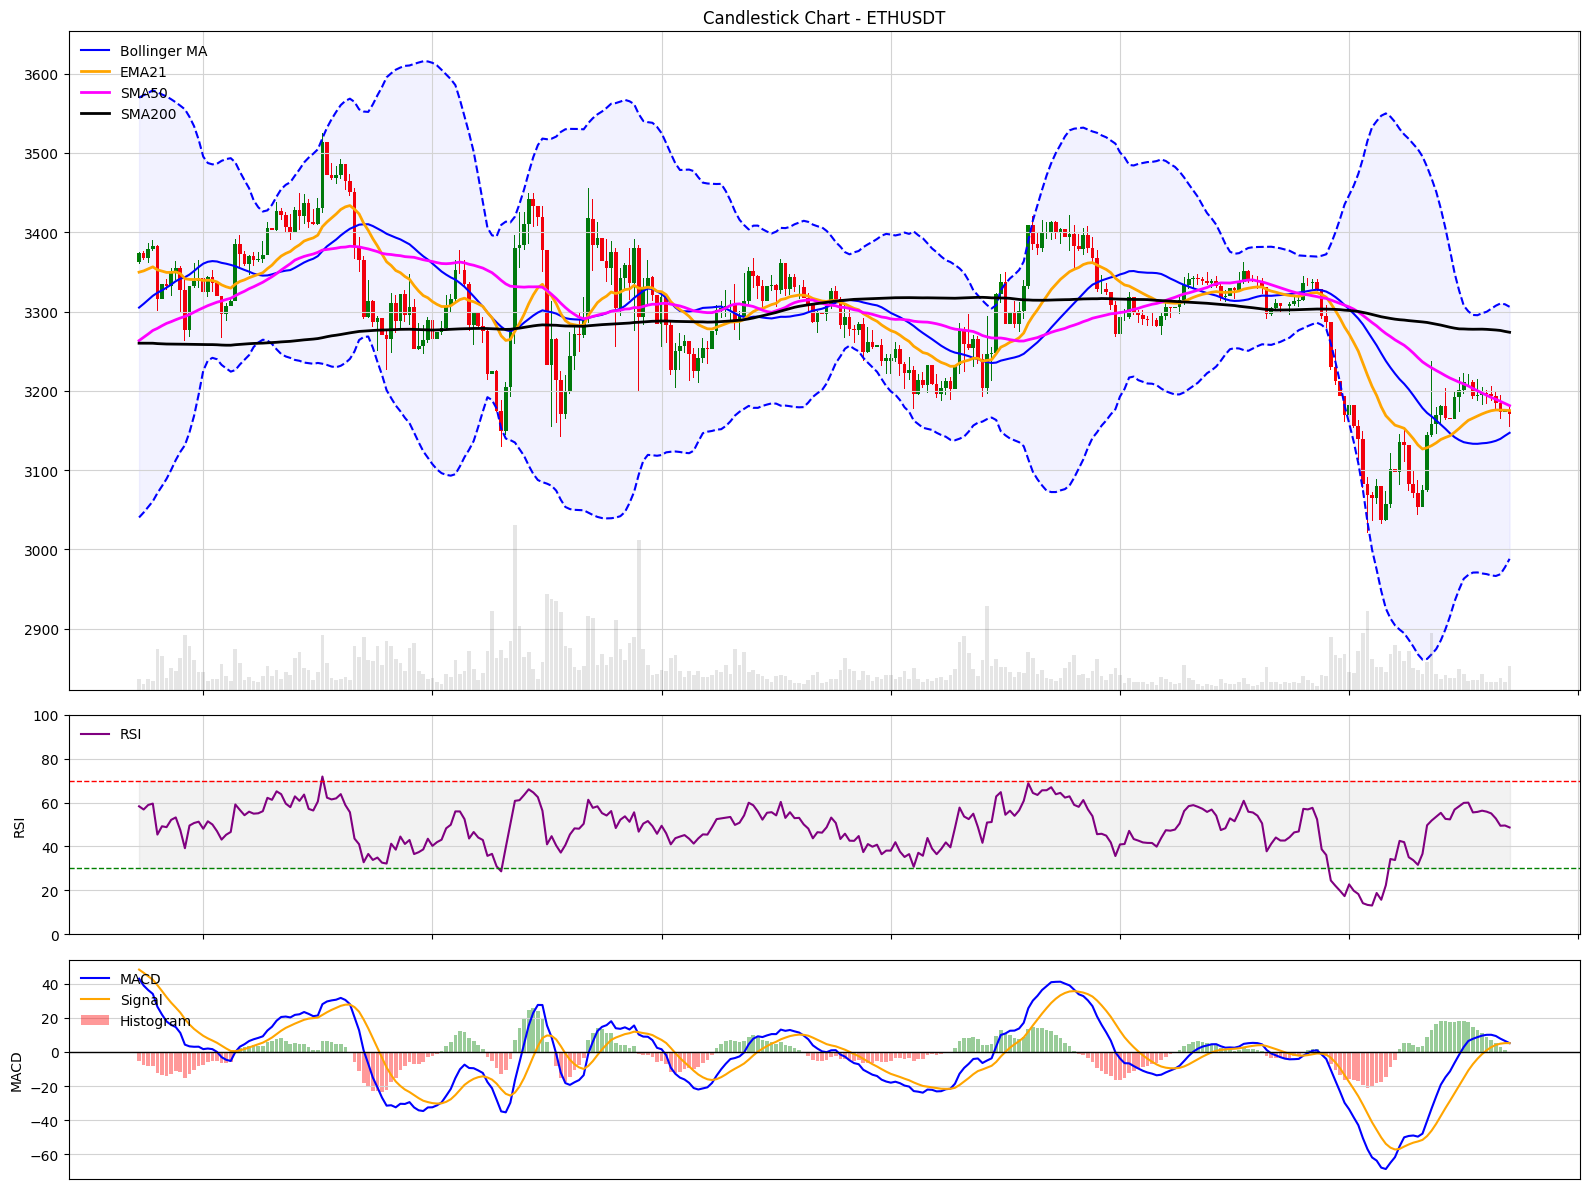 Candlestick Chart - ETHUSDT
Bollinger MA
EMA21
SMA50
SMA200
3600
3500
3400
3300
3200
3100
3000
2900
RSI
100
80
60
40
20
0
RSI
MACD
Signal
Histogram
40
20
0
−20
−40
−60
MACD